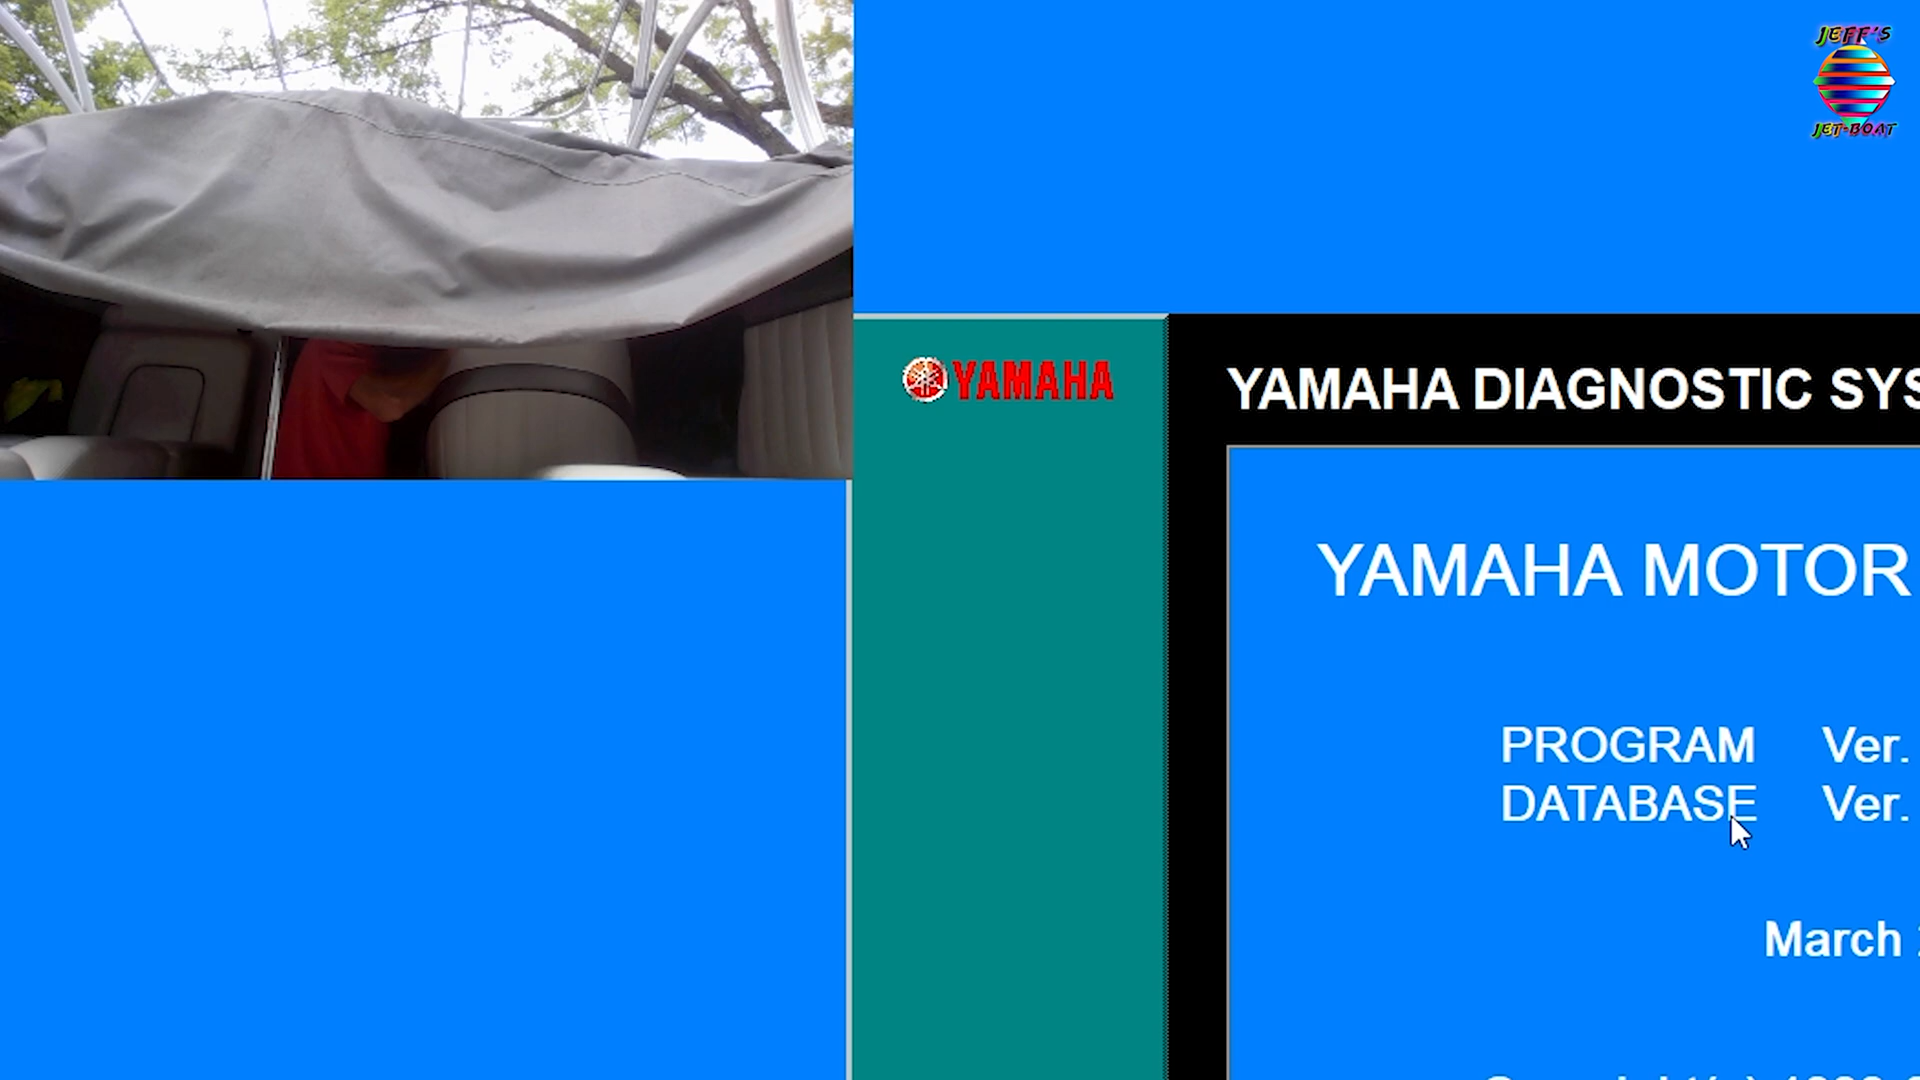 JEFF'S
JET-BOAT
YAMAHA
YAMAHA DIAGNOSTIC SYS
YAMAHA MOTOR
PROGRAM Ver.
DATABASE Ver.
March